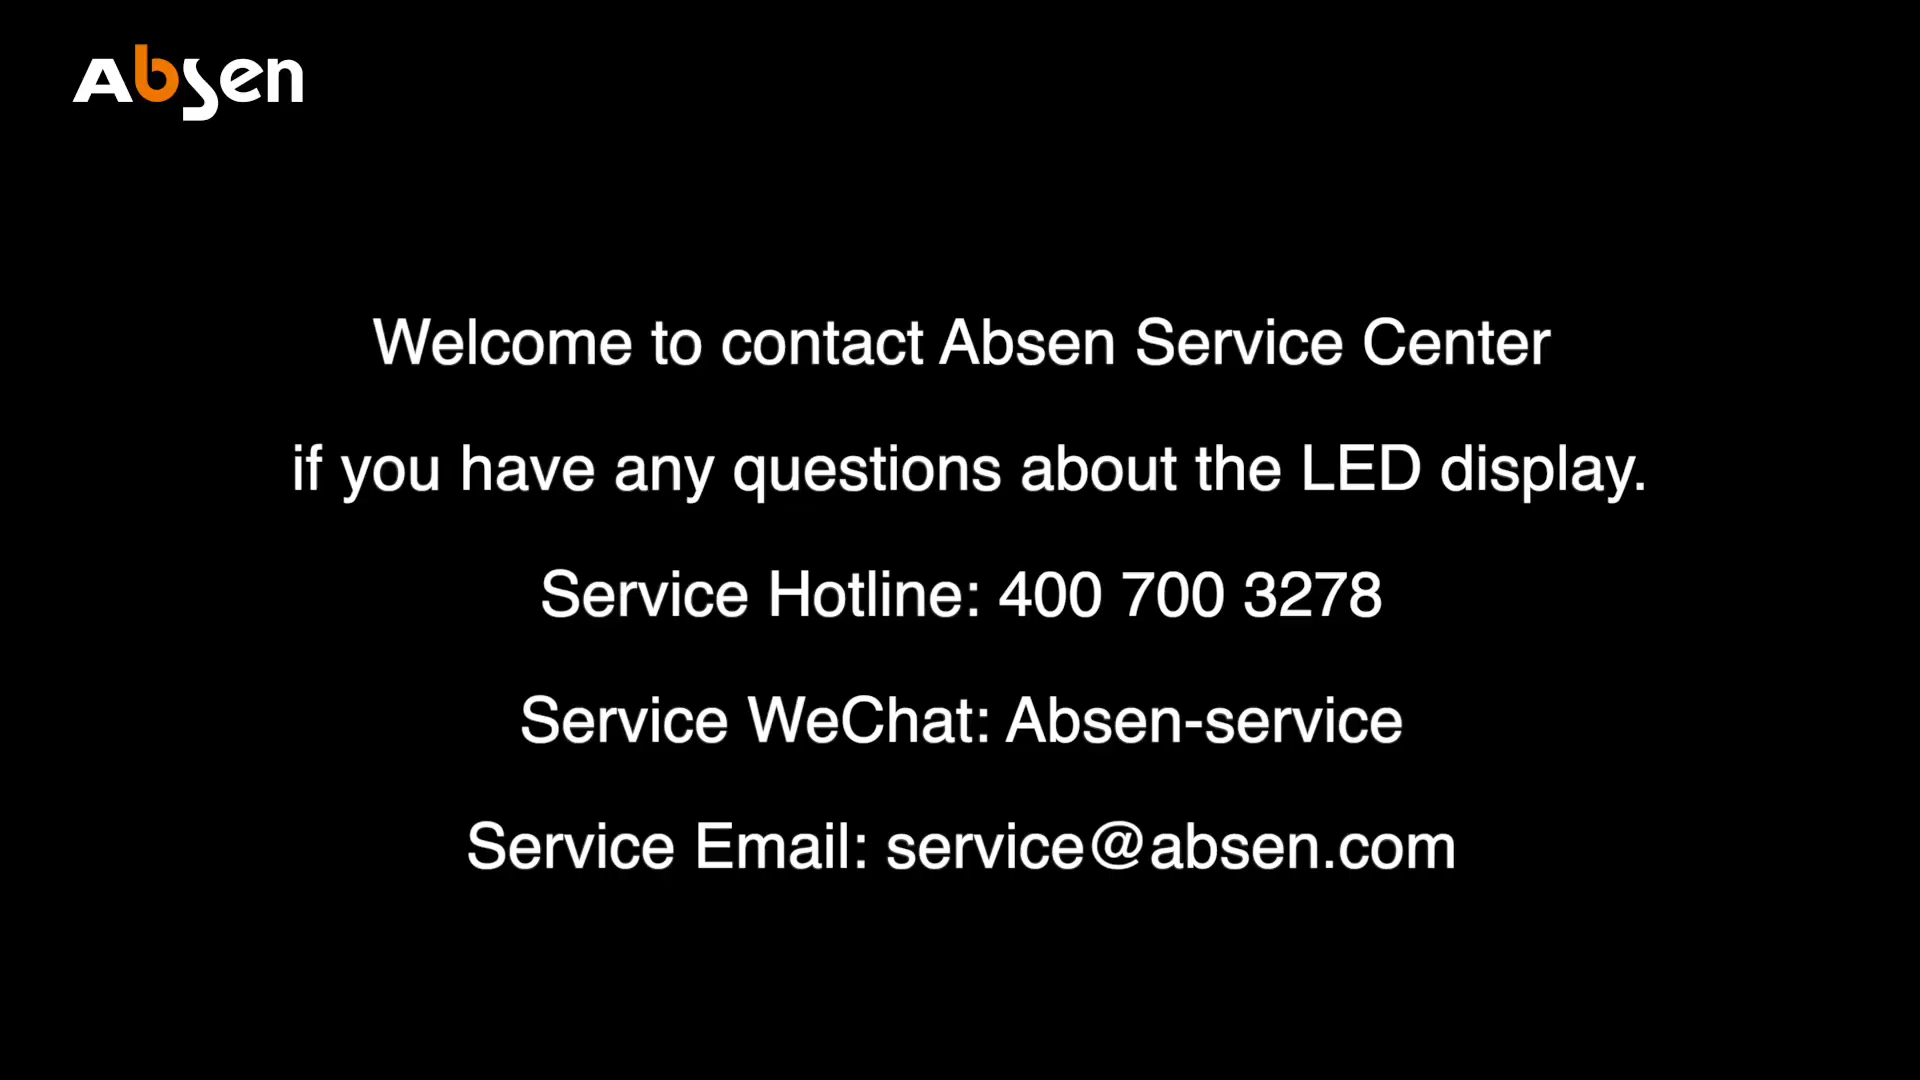 Absen
Welcome to contact Absen Service Center
if you have any questions about the LED display.
Service Hotline: 400 700 3278
Service WeChat: Absen-service
Service Email: service@absen.com